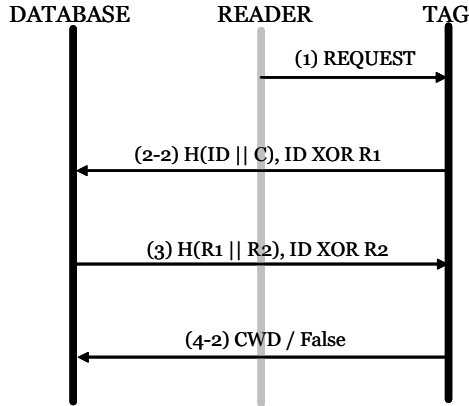 DATABASE READER TAG
(1) REQUEST
(2-2) H(ID || C), ID XOR R1
(3) H(R1 || R2), ID XOR R2
(4-2) CWD / False